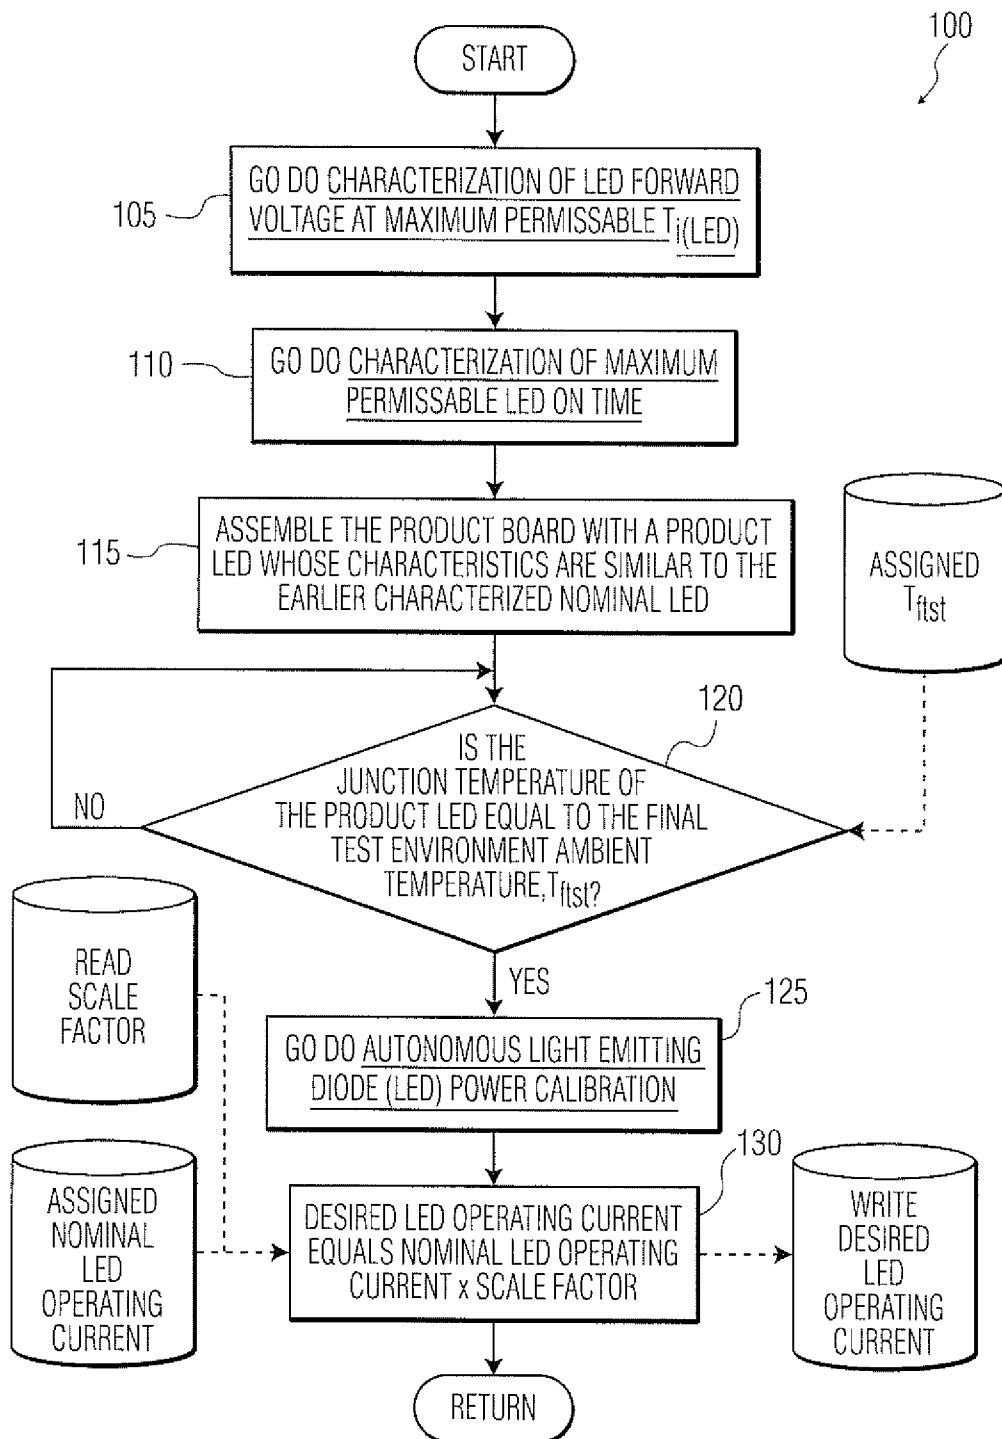 100
START
GO DO CHARACTERIZATION OF LED FORWARD
VOLTAGE AT MAXIMUM PERMISSABLE Ti(LED)
105
GO DO CHARACTERIZATION OF MAXIMUM
PERMISSABLE LED ON TIME
110
ASSEMBLE THE PRODUCT BOARD WITH A PRODUCT
LED WHOSE CHARACTERISTICS ARE SIMILAR TO THE
EARLIER CHARACTERIZED NOMINAL LED
115
ASSIGNED
Tftst
120
IS THE
JUNCTION TEMPERATURE OF
THE PRODUCT LED EQUAL TO THE FINAL
TEST ENVIRONMENT AMBIENT
TEMPERATURE,Tftst?
NO
YES
READ
SCALE
FACTOR
125
GO DO AUTONOMOUS LIGHT EMITTING
DIODE (LED) POWER CALIBRATION
130
ASSIGNED
NOMINAL
LED
OPERATING
CURRENT
DESIRED LED OPERATING CURRENT
EQUALS NOMINAL LED OPERATING
CURRENT x SCALE FACTOR
WRITE
DESIRED
LED
OPERATING
CURRENT
RETURN